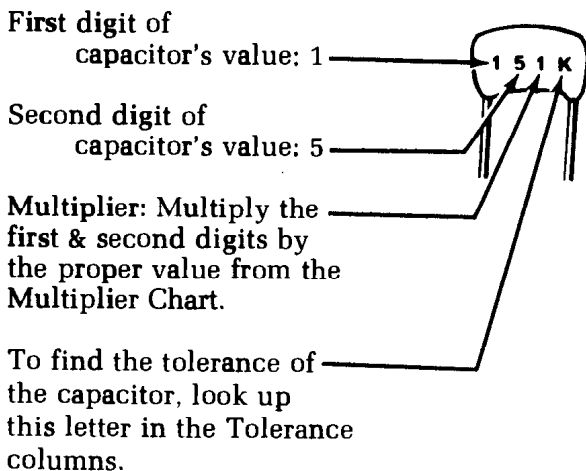 First digit of
capacitor's value: 1
1 5 1 K
Second digit of
capacitor's value: 5
Multiplier: Multiply the
first & second digits by
the proper value from the
Multiplier Chart.
To find the tolerance of
the capacitor, look up
this letter in the Tolerance
columns.